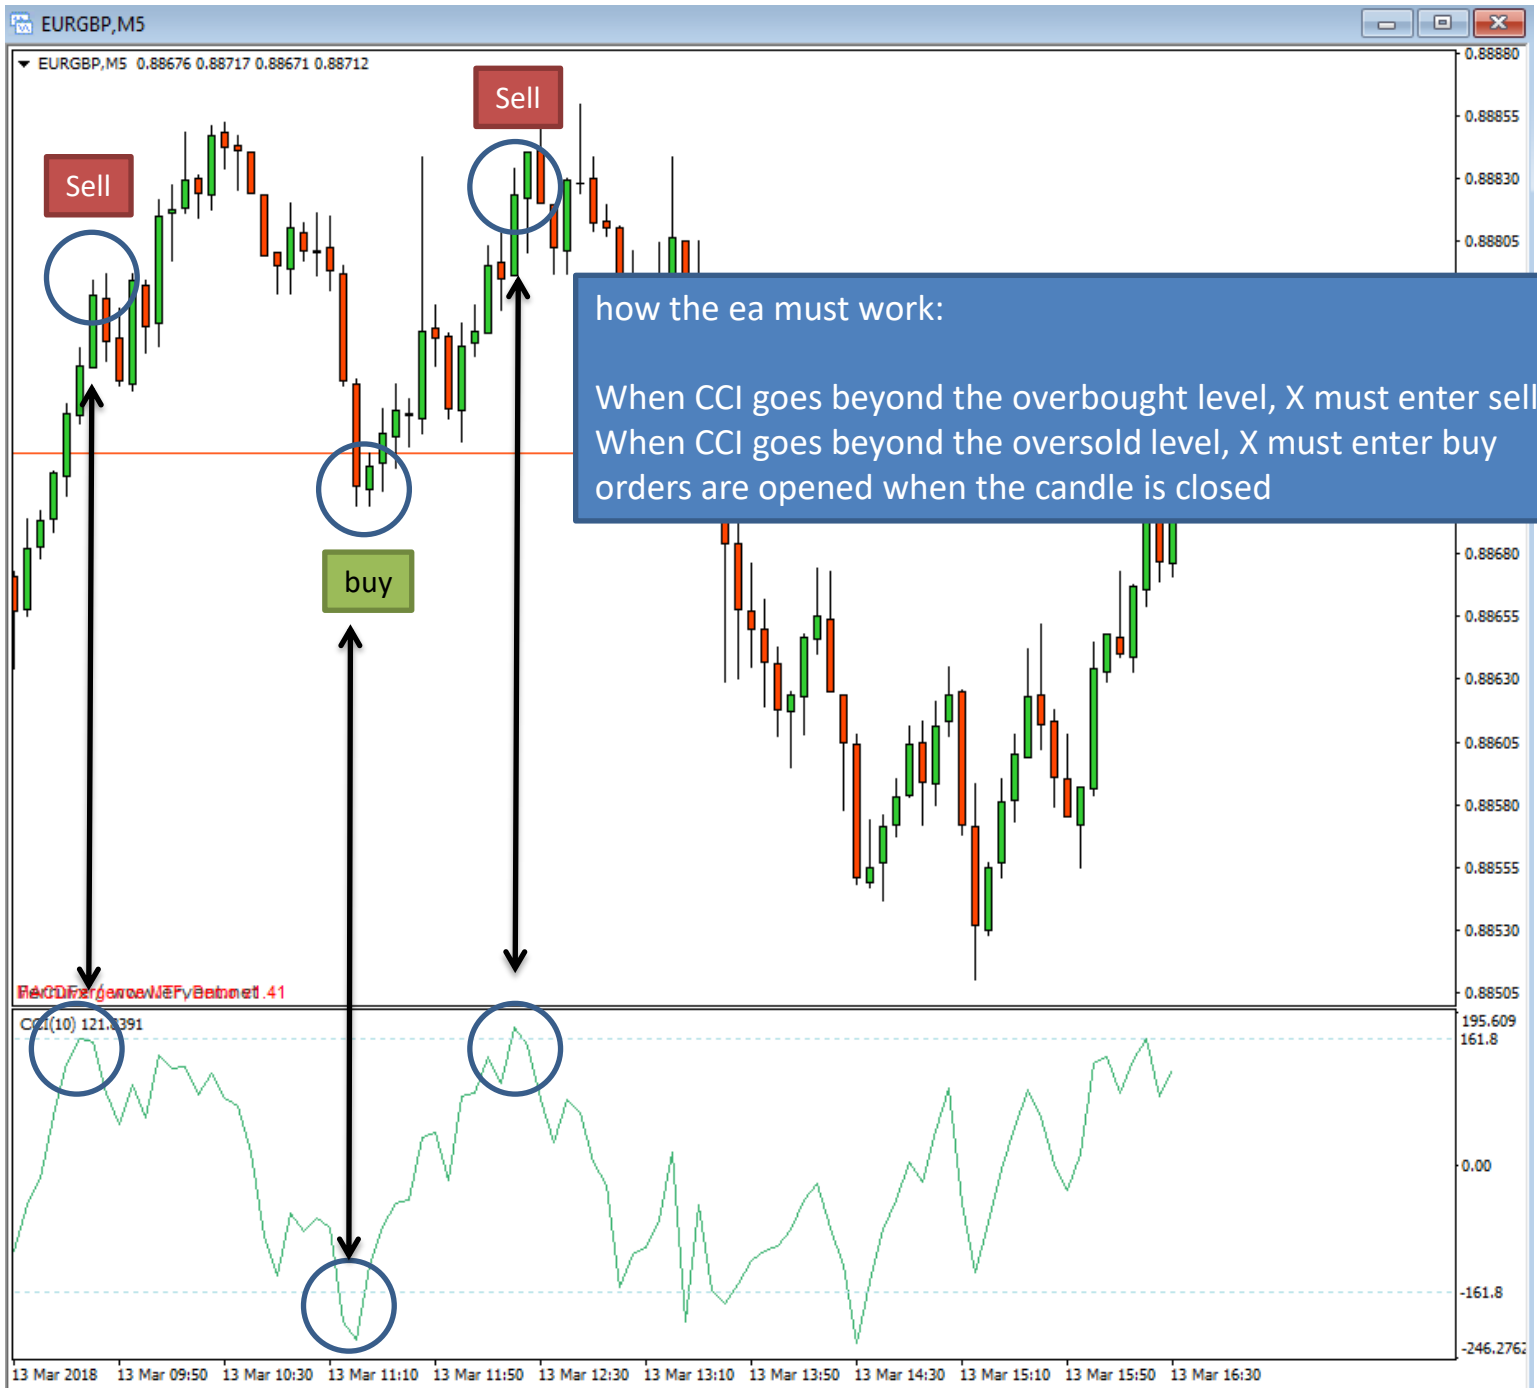 EURGBP,M5
EURGBP,M5 0.88676 0.88717 0.88671 0.88712
Sell
Sell
buy
how the ea must work:
When CCI goes beyond the overbought level, X must enter sell
When CCI goes beyond the oversold level, X must enter buy
orders are opened when the candle is closed
0.88880
0.88855
0.88830
0.88805
0.88680
0.88655
0.88630
0.88605
0.88580
0.88555
0.88530
0.88505
CCI(10)
195.609
161.8
0.00
-161.8
-246.2762
13 Mar 2018 13 Mar 09:50 13 Mar 10:30 13 Mar 11:10 13 Mar 11:50 13 Mar 12:30 13 Mar 13:10 13 Mar 13:50 13 Mar 14:30 13 Mar 15:10 13 Mar 15:50 13 Mar 16:30